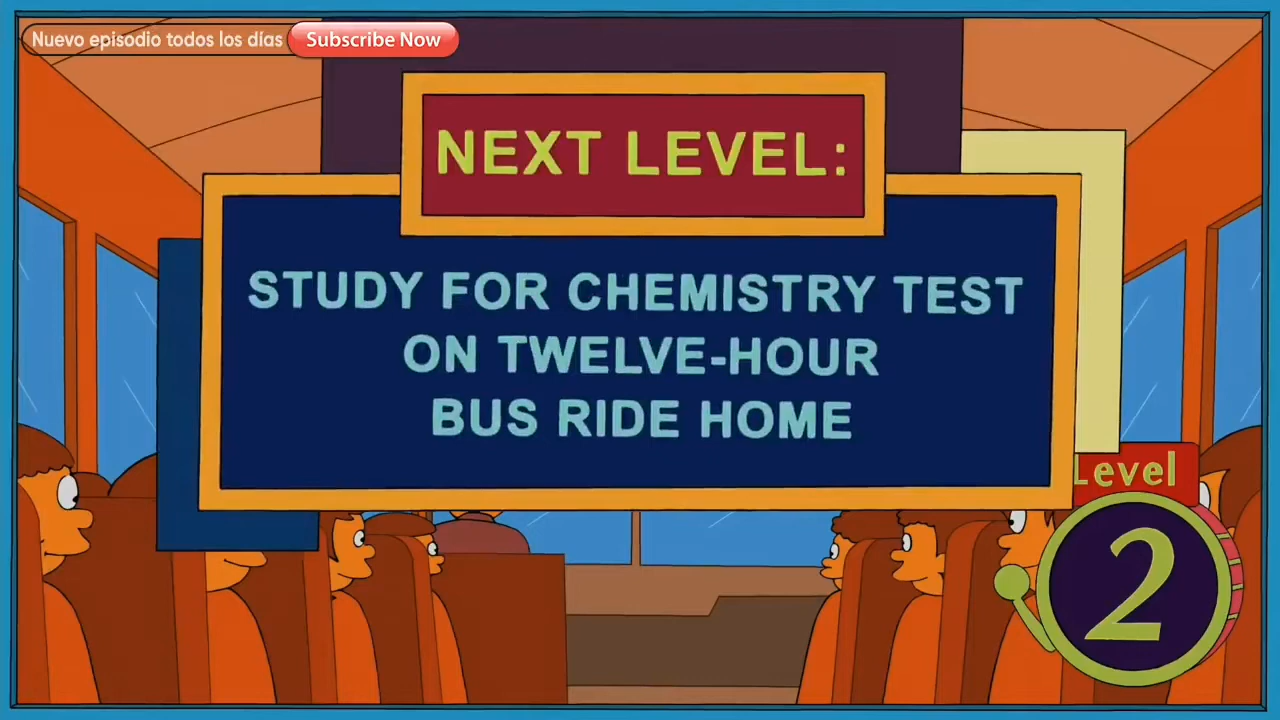 Nuevo episodio todos los días
Subscribe Now
NEXT LEVEL:
STUDY FOR CHEMISTRY TEST
ON TWELVE-HOUR
BUS RIDE HOME
Level
2